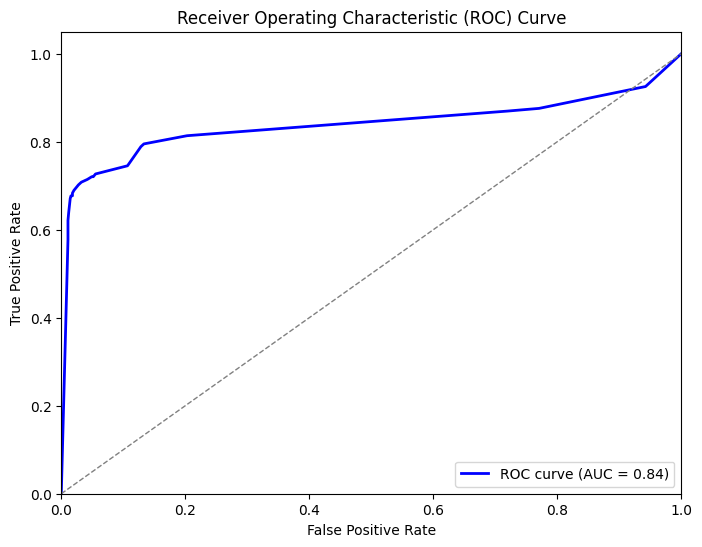 Receiver Operating Characteristic (ROC) Curve
1.0
0.8
0.6
0.4
0.2
0.0
True Positive Rate
ROC curve (AUC = 0.84)
0.0 0.2 0.4 0.6 0.8 1.0
False Positive Rate